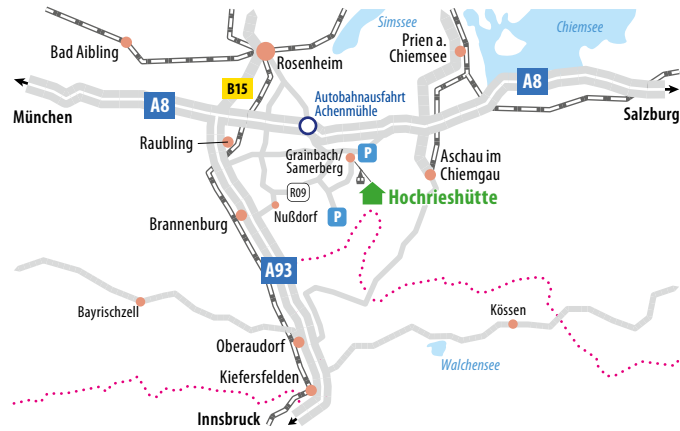 Simssee
Prien a.
Chiemsee
Chiemsee
Bad Aibling
Rosenheim
B15
München
A8
Autobahnausfahrt
Achenmühle
A8
Salzburg
Raubling
Grainbach/
Samerberg
P
Aschau im
Chiemgau
R09
Hochrieshütte
Brannenburg
Nußdorf
P
A93
Bayrischzell
Kössen
Oberaudorf
Walchensee
Kiefersfelden
Innsbruck